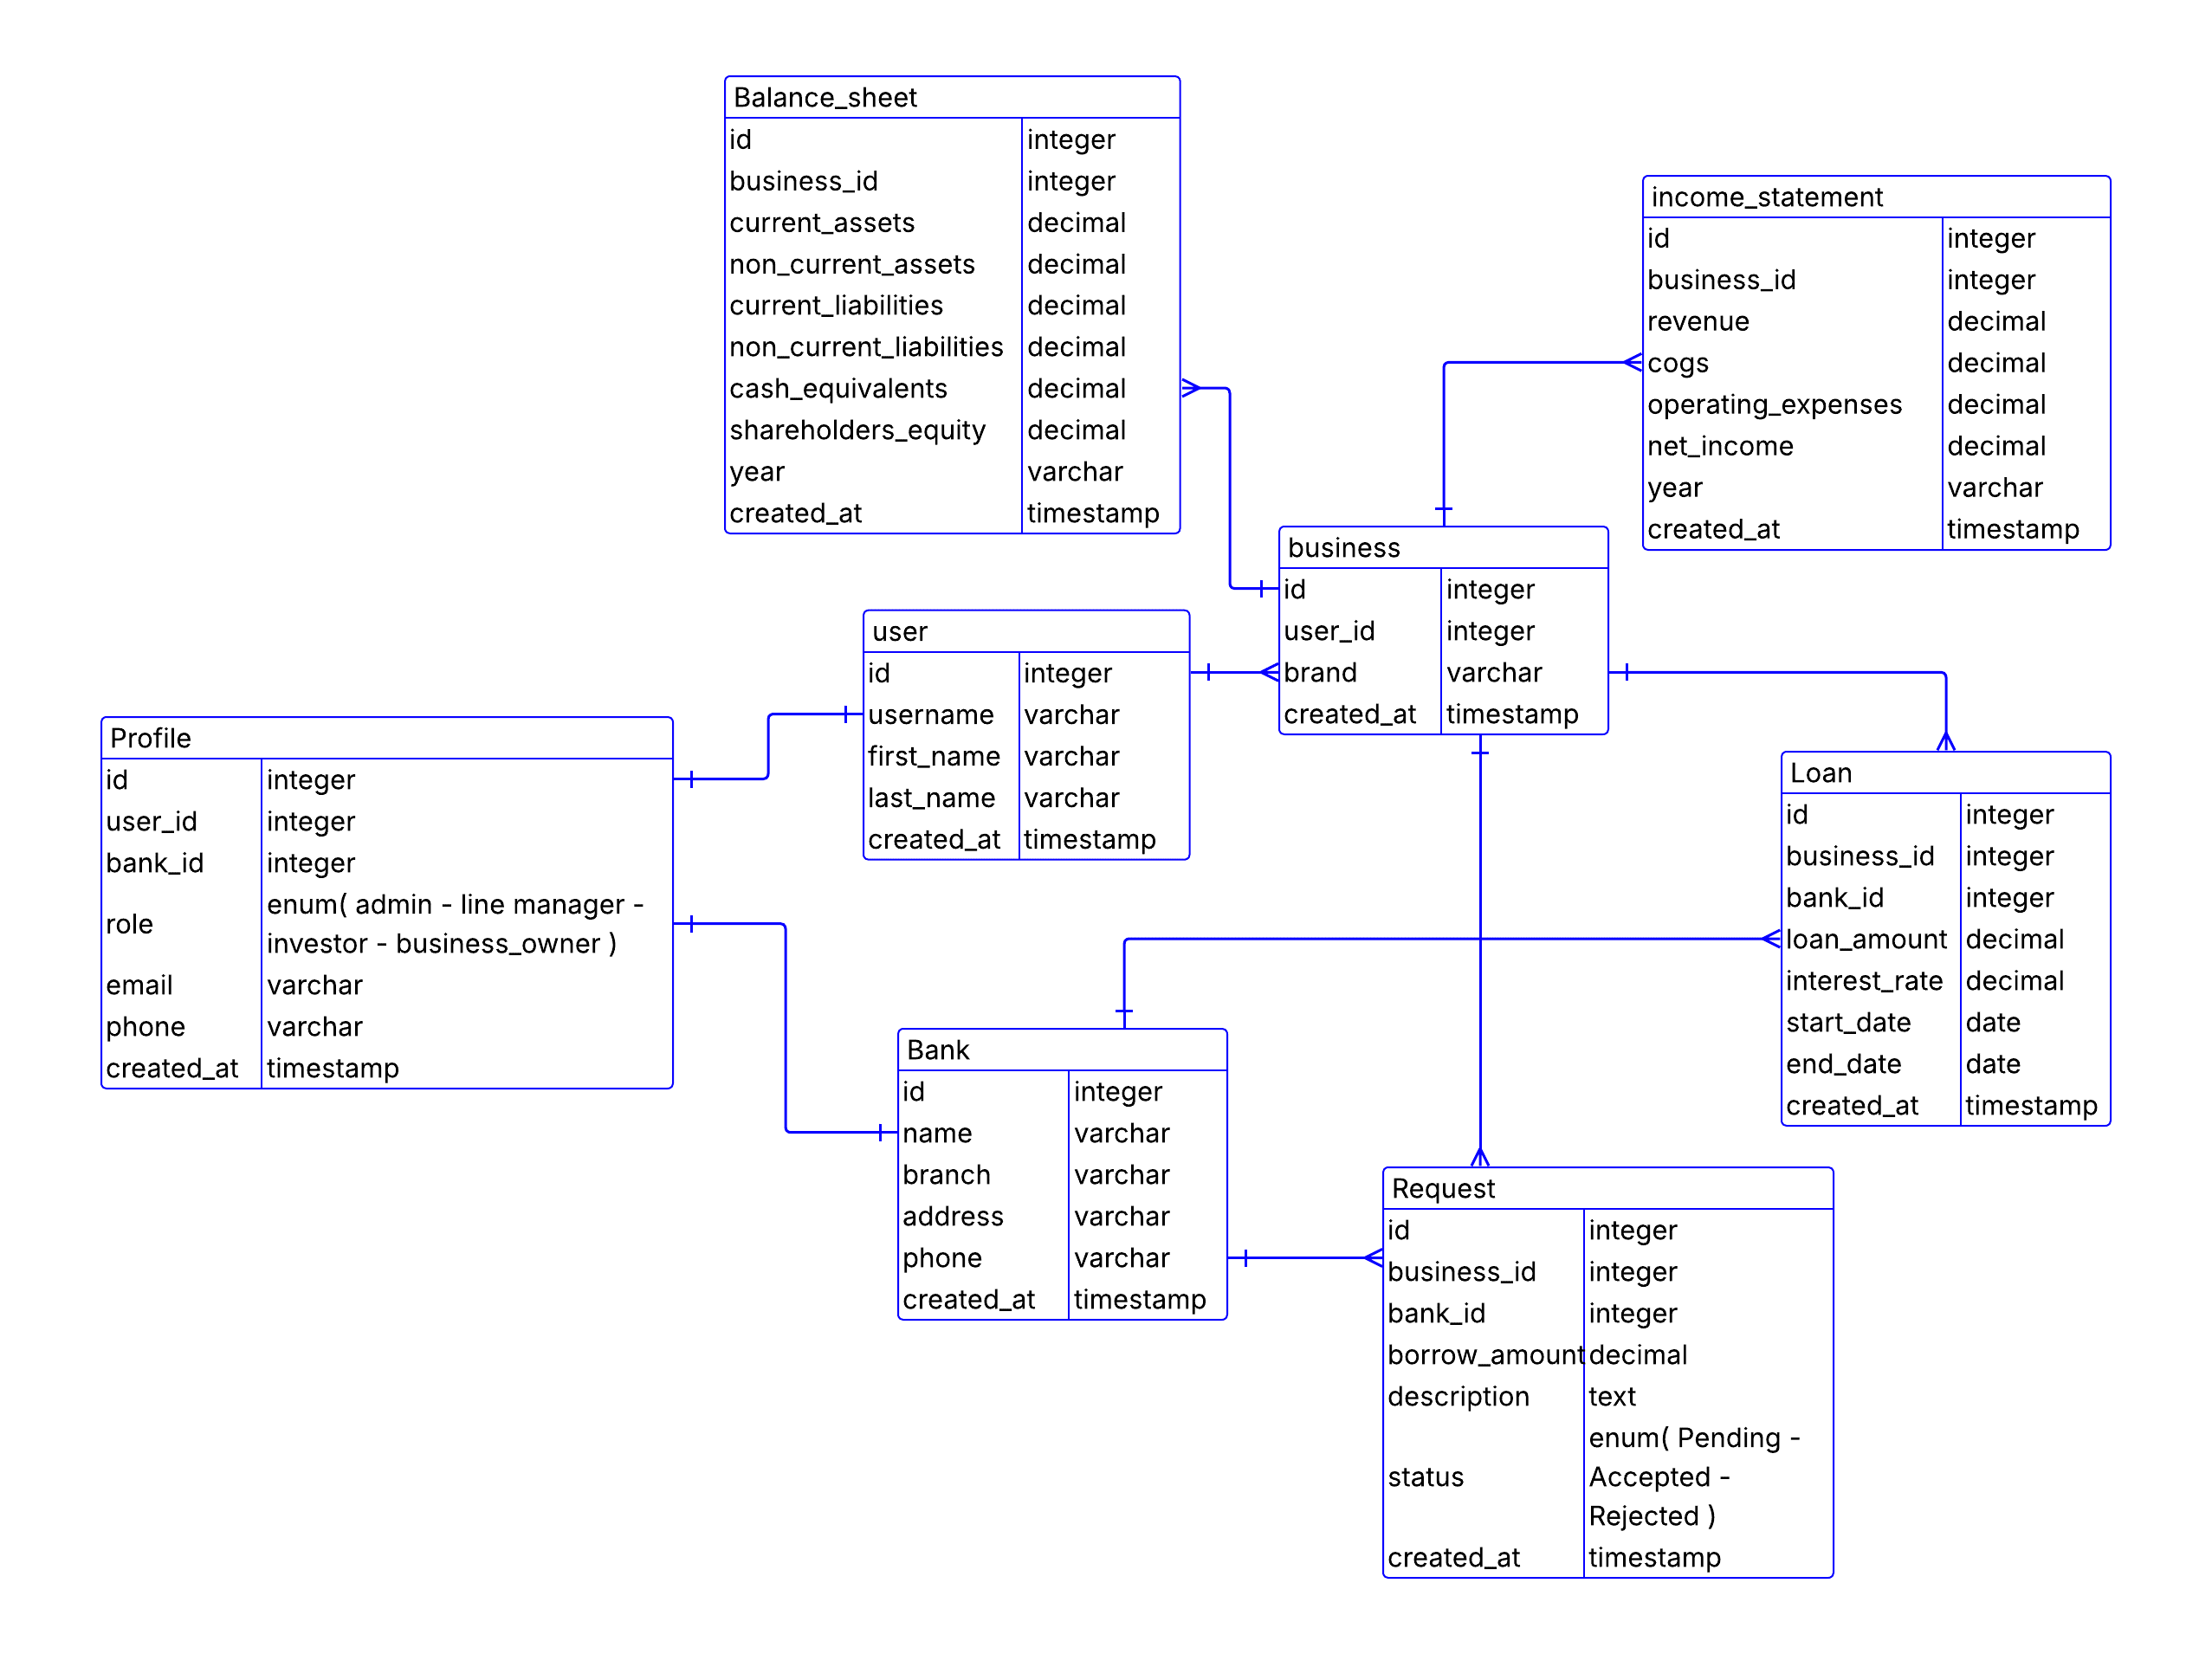 Balance_sheet
id integer
business_id integer
current_assets decimal
non_current_assets decimal
current_liabilities decimal
non_current_liabilities decimal
cash_equivalents decimal
shareholders_equity decimal
year varchar
created_at timestamp
income_statement
id integer
business_id integer
revenue decimal
cogs decimal
operating_expenses decimal
net_income decimal
year varchar
created_at timestamp
business
id integer
user_id integer
brand varchar
created_at timestamp
user
id integer
username varchar
first_name varchar
last_name varchar
created_at timestamp
Profile
id integer
user_id integer
bank_id integer
role enum( admin - line manager -
investor - business_owner )
email varchar
phone varchar
created_at timestamp
Loan
id integer
business_id integer
bank_id integer
loan_amount decimal
interest_rate decimal
start_date date
end_date date
created_at timestamp
Bank
id integer
name varchar
branch varchar
address varchar
phone varchar
created_at timestamp
Request
id integer
business_id integer
bank_id integer
borrow_amount decimal
description text
enum( Pending -
status Accepted -
Rejected )
created_at timestamp